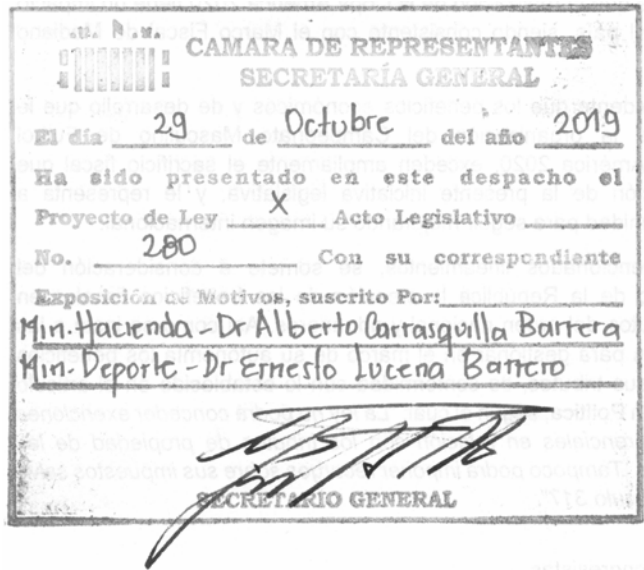 CAMARA DE REPRESENTANTES
SECRETARÍA GENERAL
El día 29 de Octubre del año 2019
Ha sido presentado en este despacho el
Proyecto de Ley X Acto Legislativo
No. 280 Con su correspondiente
Exposición de Motivos, suscrito Por:
Min. Hacienda - Dr Alberto Carrasquilla Barrera
Min. Deporte - Dr. Ernesto Lucena Barrero
SECRETARIO GENERAL